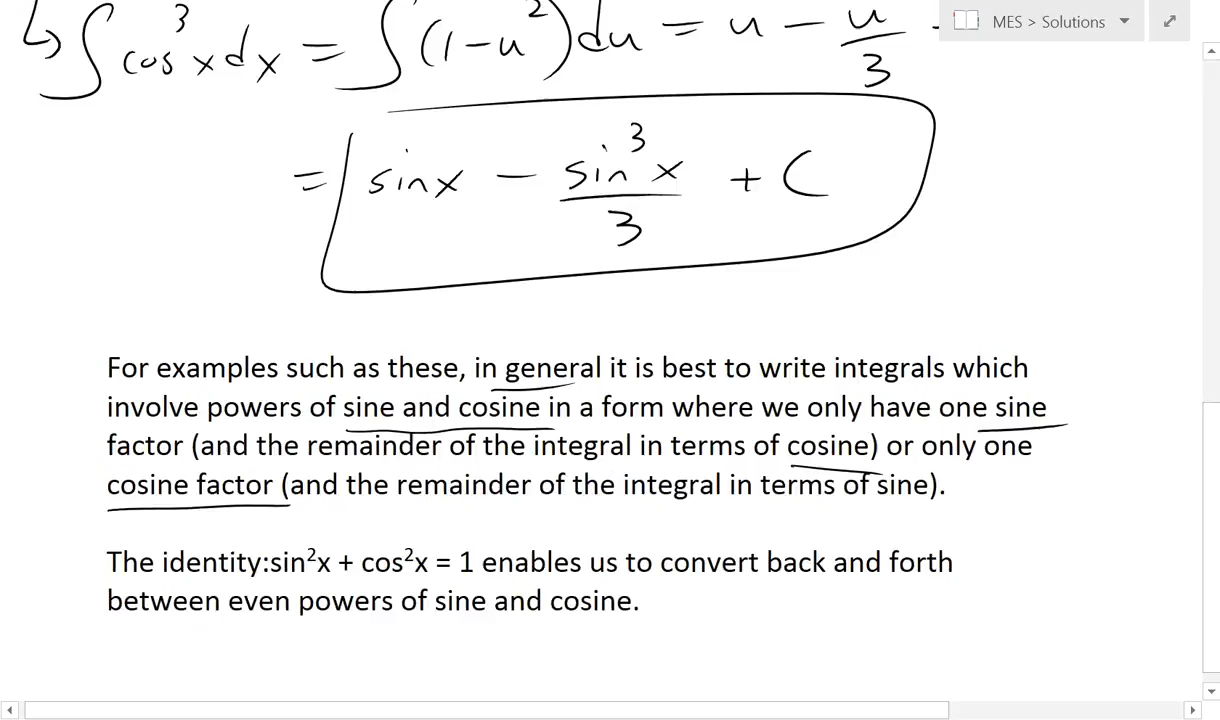 MES > Solutions
↳∫cos³x dx = ∫(1-u²)du = u - u/3
= sinx - sin³x/3 + C
For examples such as these, in general it is best to write integrals which
involve powers of sine and cosine in a form where we only have one sine
factor (and the remainder of the integral in terms of cosine) or only one
cosine factor (and the remainder of the integral in terms of sine).
The identity:sin²x + cos²x = 1 enables us to convert back and forth
between even powers of sine and cosine.